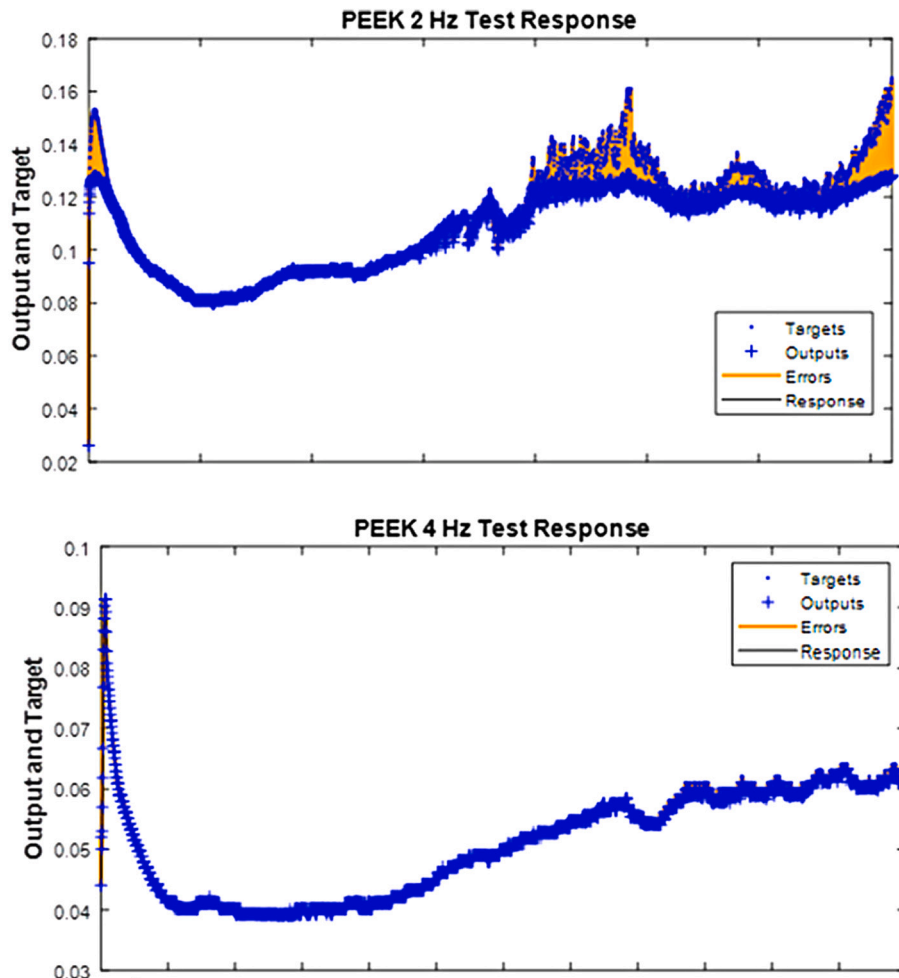 PEEK 2 Hz Test Response
0.18
0.16
0.14
0.12
0.1
0.08
0.06
0.04
0.02
Output and Target
Targets
Outputs
Errors
Response
PEEK 4 Hz Test Response
0.1
0.09
0.08
0.07
0.06
0.05
0.04
0.03
Output and Target
Targets
Outputs
Errors
Response